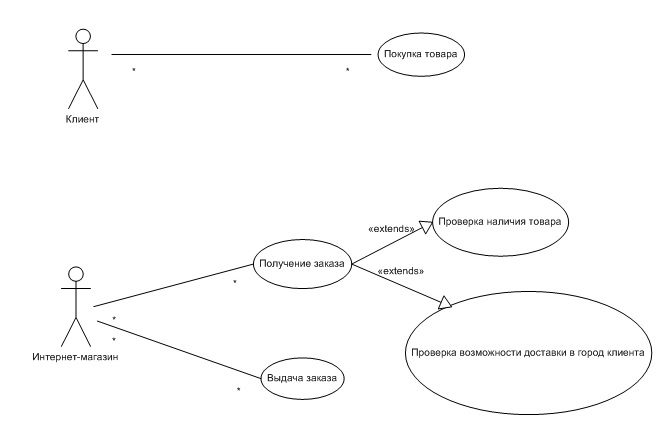 Покупка товара
* *
Клиент
Проверка наличия товара
«extends»
Получение заказа
«extends»
*
*
Интернет-магазин
*
Проверка возможности доставки в город клиента
Выдача заказа
*